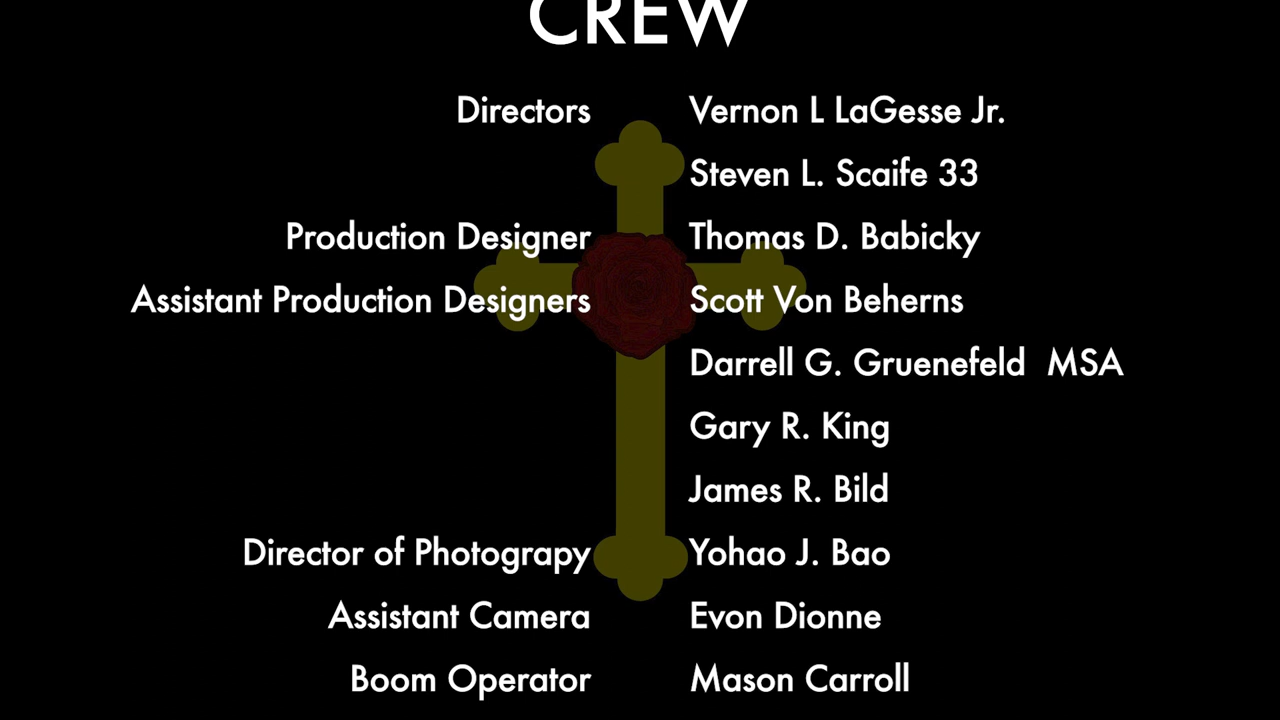 CREW
Directors Vernon L LaGesse Jr.
Steven L. Scaife 33
Production Designer Thomas D. Babicky
Assistant Production Designers Scott Von Beherns
Darrell G. Gruenefeld MSA
Gary R. King
James R. Bild
Director of Photograpy Yohao J. Bao
Assistant Camera Evon Dionne
Boom Operator Mason Carroll